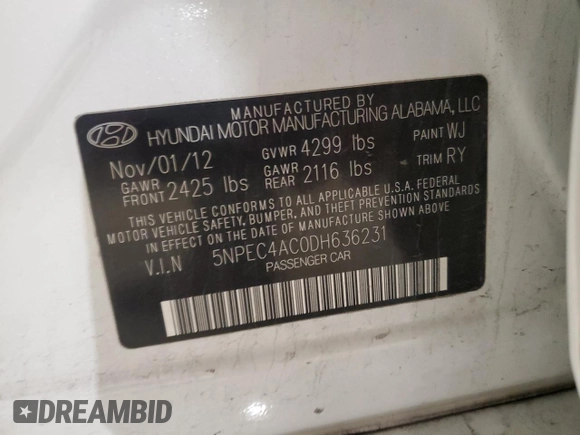 MANUFACTURED BY
HYUNDAI MOTOR MANUFACTURING ALABAMA, LLC
Nov/01/12 GVWR 4299 lbs PAINT WJ
GAWR FRONT 2425 lbs GAWR REAR 2116 lbs TRIM RY
THIS VEHICLE CONFORMS TO ALL APPLICABLE U.S.A. FEDERAL
MOTOR VEHICLE SAFETY, BUMPER, AND THEFT PREVENTION STANDARDS
IN EFFECT ON THE DATE OF MANUFACTURE SHOWN ABOVE.
V.I.N 5NPEC4AC0DH636231
PASSENGER CAR
DREAMBID